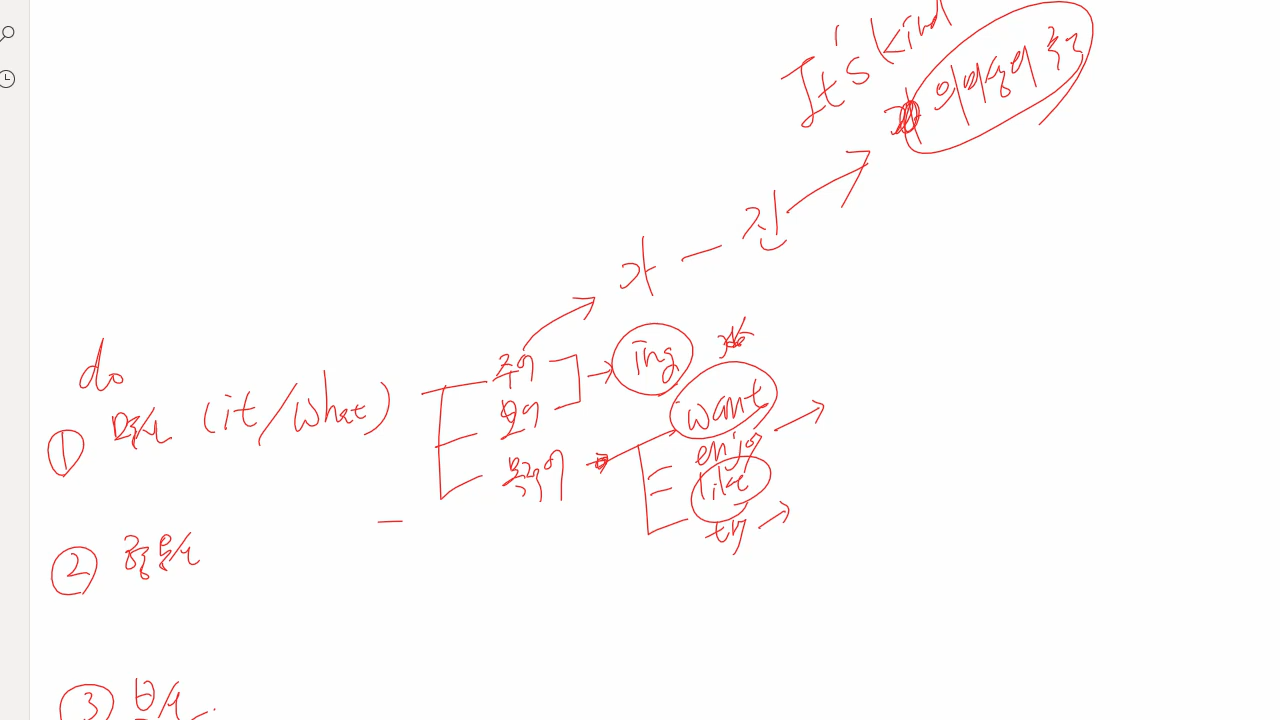 It's kind
의미상의 주
가 - 진
do
① 명사 (it/what)
주어
보어
목적어
ing
want
enjoy
like
try
② 형용사
③ 부사